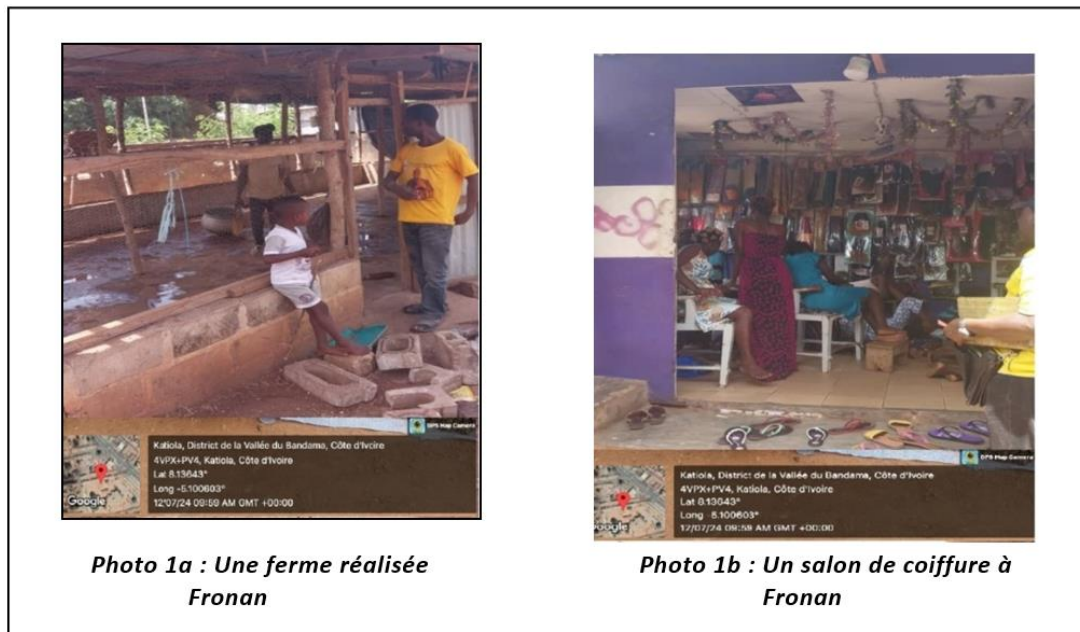 GPS Map Camera
Katiola, District de la Vallée du Bandama, Côte d'Ivoire
4VPX+PV4, Katiola, Côte d'Ivoire
Lat 8.13643°
Long -5.100603°
12/07/24 09:59 AM GMT +00:00
Google
Photo 1a : Une ferme réalisée
Fronan
GPS Map Camera
Katiola, District de la Vallée du Bandama, Côte d'Ivoire
4VPX+PV4, Katiola, Côte d'Ivoire
Lat 8.13643°
Long -5.100603°
12/07/24 09:59 AM GMT +00:00
Google
Photo 1b : Un salon de coiffure à
Fronan